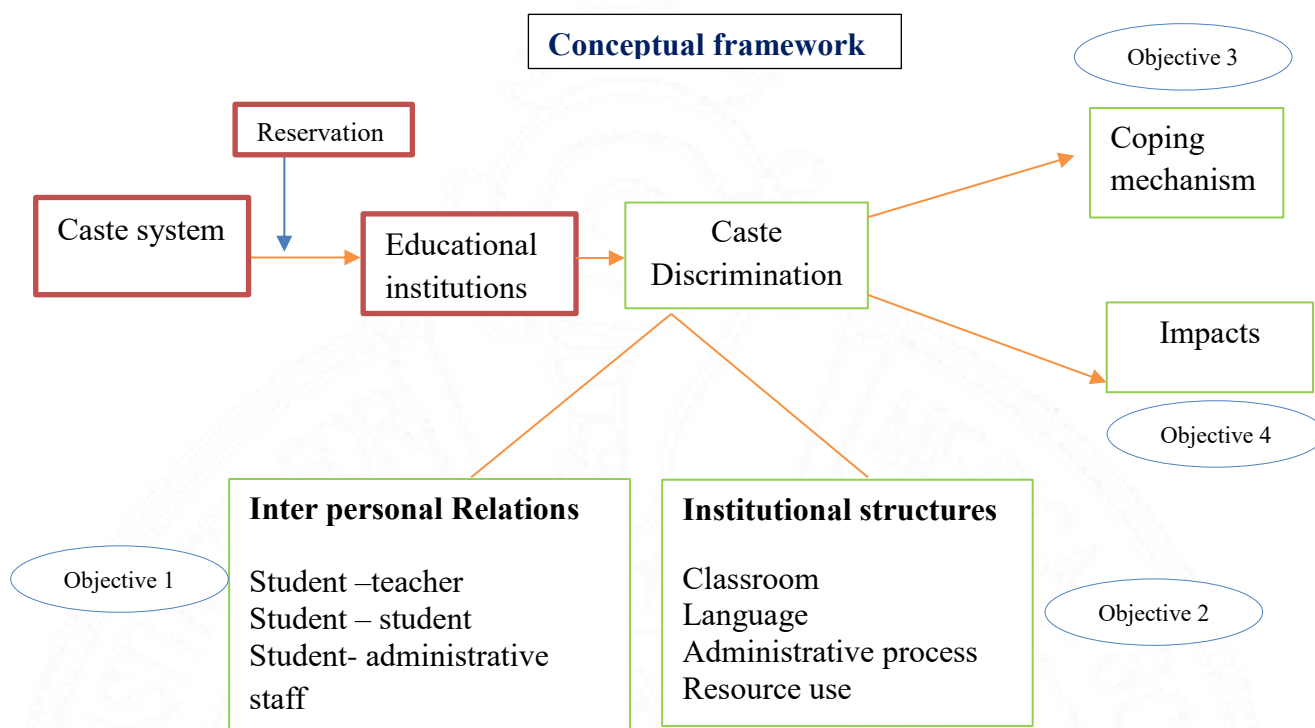 Conceptual framework
Objective 3
Reservation
Coping
mechanism
Caste system
Educational
institutions
Caste
Discrimination
Impacts
Objective 4
Inter personal Relations
Student –teacher
Student – student
Student- administrative
staff
Objective 1
Institutional structures
Classroom
Language
Administrative process
Resource use
Objective 2